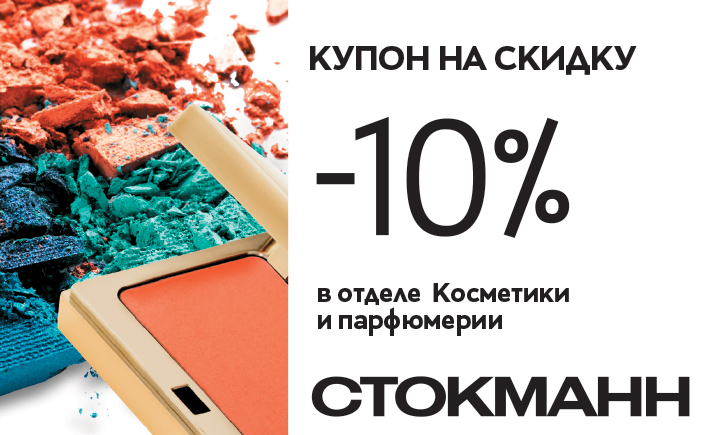 КУПОН НА СКИДКУ
-10%
в отделе Косметики
и парфюмерии
СТОКМАНН